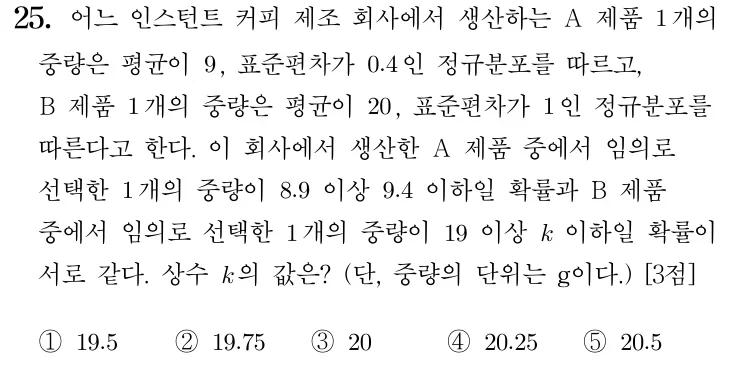 25. 어느 인스턴트 커피 제조 회사에서 생산하는 A 제품 1개의
중량은 평균이 9, 표준편차가 0.4인 정규분포를 따르고,
B 제품 1개의 중량은 평균이 20, 표준편차가 1인 정규분포를
따른다고 한다. 이 회사에서 생산한 A 제품 중에서 임의로
선택한 1개의 중량이 8.9 이상 9.4 이하일 확률과 B 제품
중에서 임의로 선택한 1개의 중량이 19 이상 k 이하일 확률이
서로 같다. 상수 k의 값은? (단, 중량의 단위는 g이다.) [3점]
① 19.5 ② 19.75 ③ 20 ④ 20.25 ⑤ 20.5